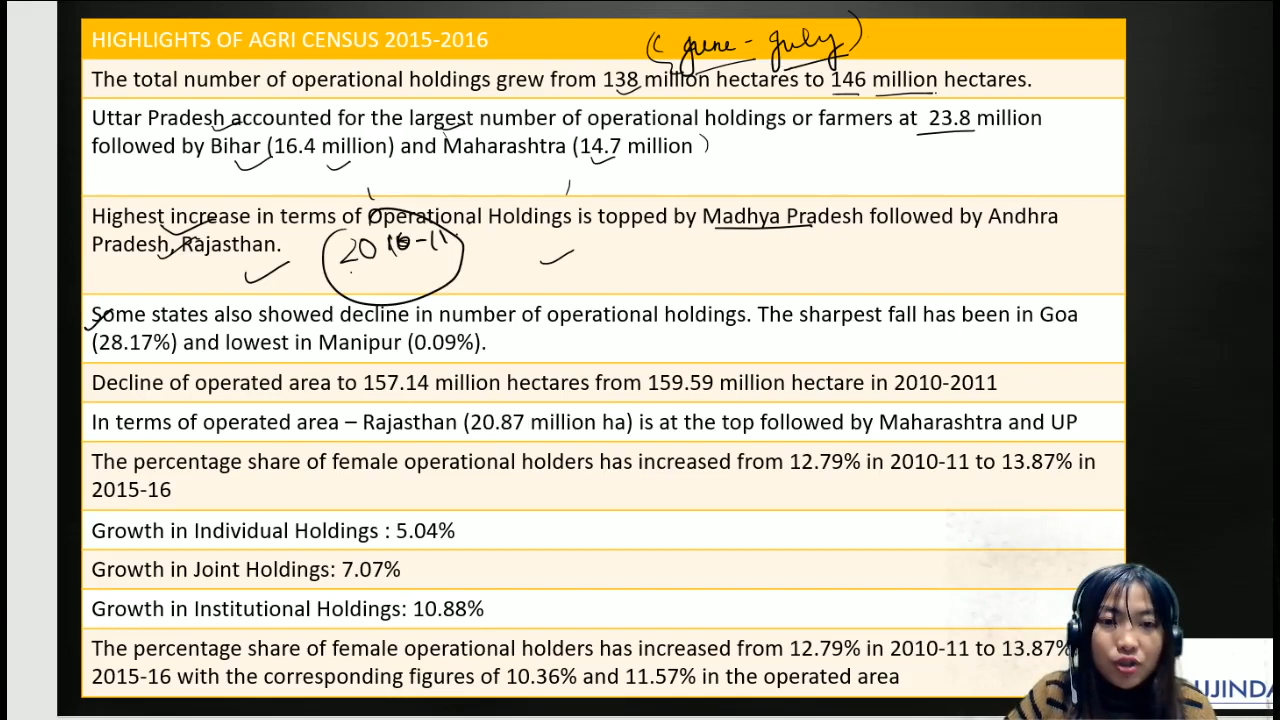 HIGHLIGHTS OF AGRI CENSUS 2015-2016
(June - July)
The total number of operational holdings grew from 138 million hectares to 146 million hectares.
Uttar Pradesh accounted for the largest number of operational holdings or farmers at 23.8 million
followed by Bihar (16.4 million) and Maharashtra (14.7 million )
Highest increase in terms of Operational Holdings is topped by Madhya Pradesh followed by Andhra
Pradesh, Rajasthan.
2010-11
Some states also showed decline in number of operational holdings. The sharpest fall has been in Goa
(28.17%) and lowest in Manipur (0.09%).
Decline of operated area to 157.14 million hectares from 159.59 million hectare in 2010-2011
In terms of operated area – Rajasthan (20.87 million ha) is at the top followed by Maharashtra and UP
The percentage share of female operational holders has increased from 12.79% in 2010-11 to 13.87% in
2015-16
Growth in Individual Holdings : 5.04%
Growth in Joint Holdings: 7.07%
Growth in Institutional Holdings: 10.88%
The percentage share of female operational holders has increased from 12.79% in 2010-11 to 13.87%
2015-16 with the corresponding figures of 10.36% and 11.57% in the operated area